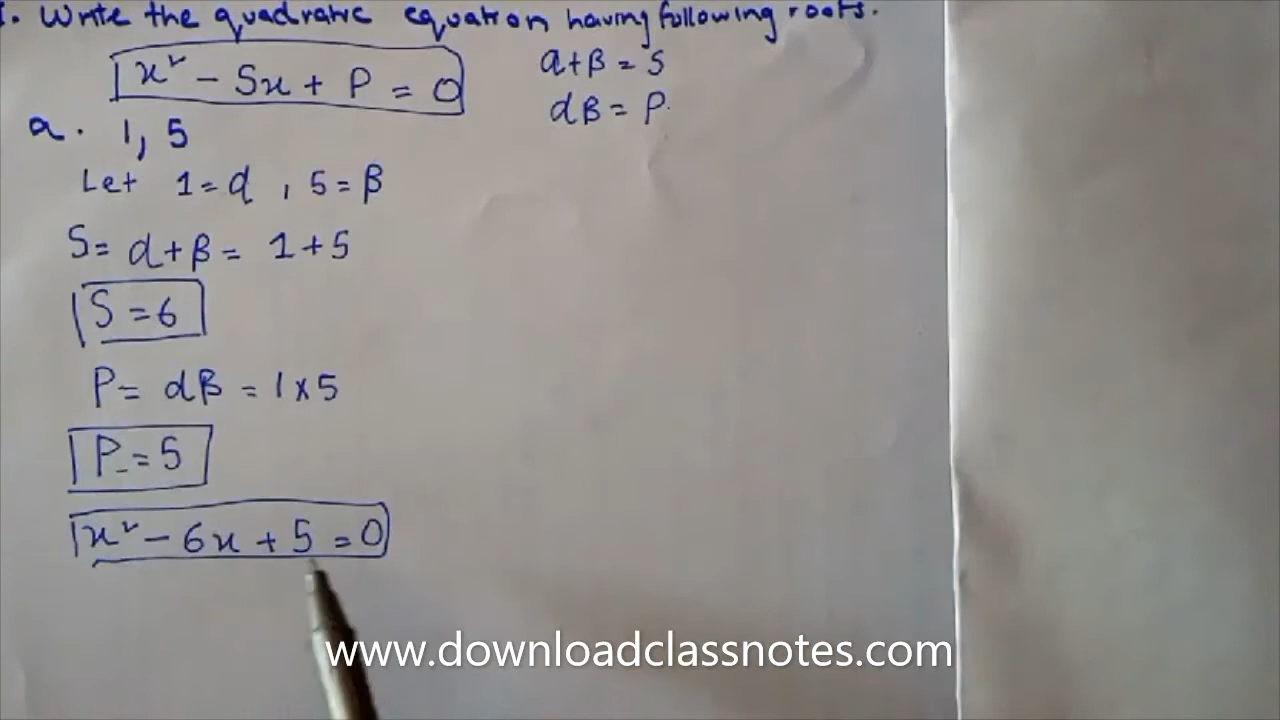 1. Write the quadratic equation having following roots.
x² - Sx + P = 0
α+β = S
αβ = P.
a. 1, 5
Let 1 = α , 5 = β
S = α+β = 1+5
S = 6
P = αβ = 1×5
P = 5
x² - 6x + 5 = 0
www.downloadclassnotes.com